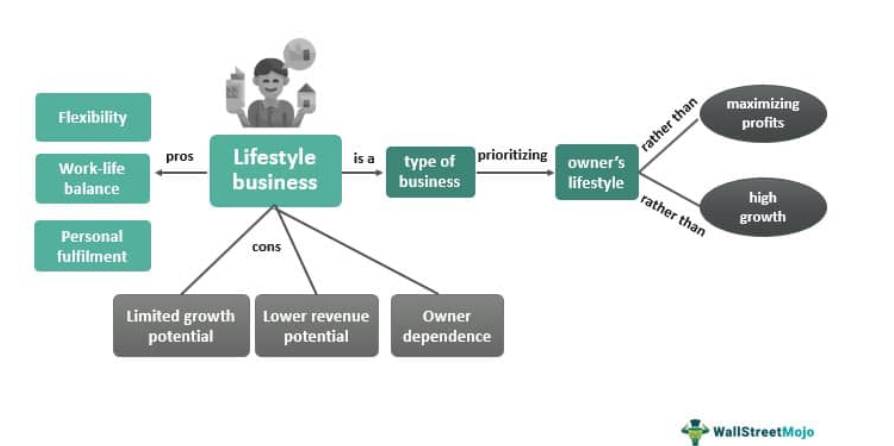 Flexibility
Work-life
balance
Personal
fulfilment
pros
Lifestyle
business
is a
type of
business
prioritizing
owner's
lifestyle
rather than
maximizing
profits
rather than
high
growth
cons
Limited growth
potential
Lower revenue
potential
Owner
dependence
WallStreetMojo